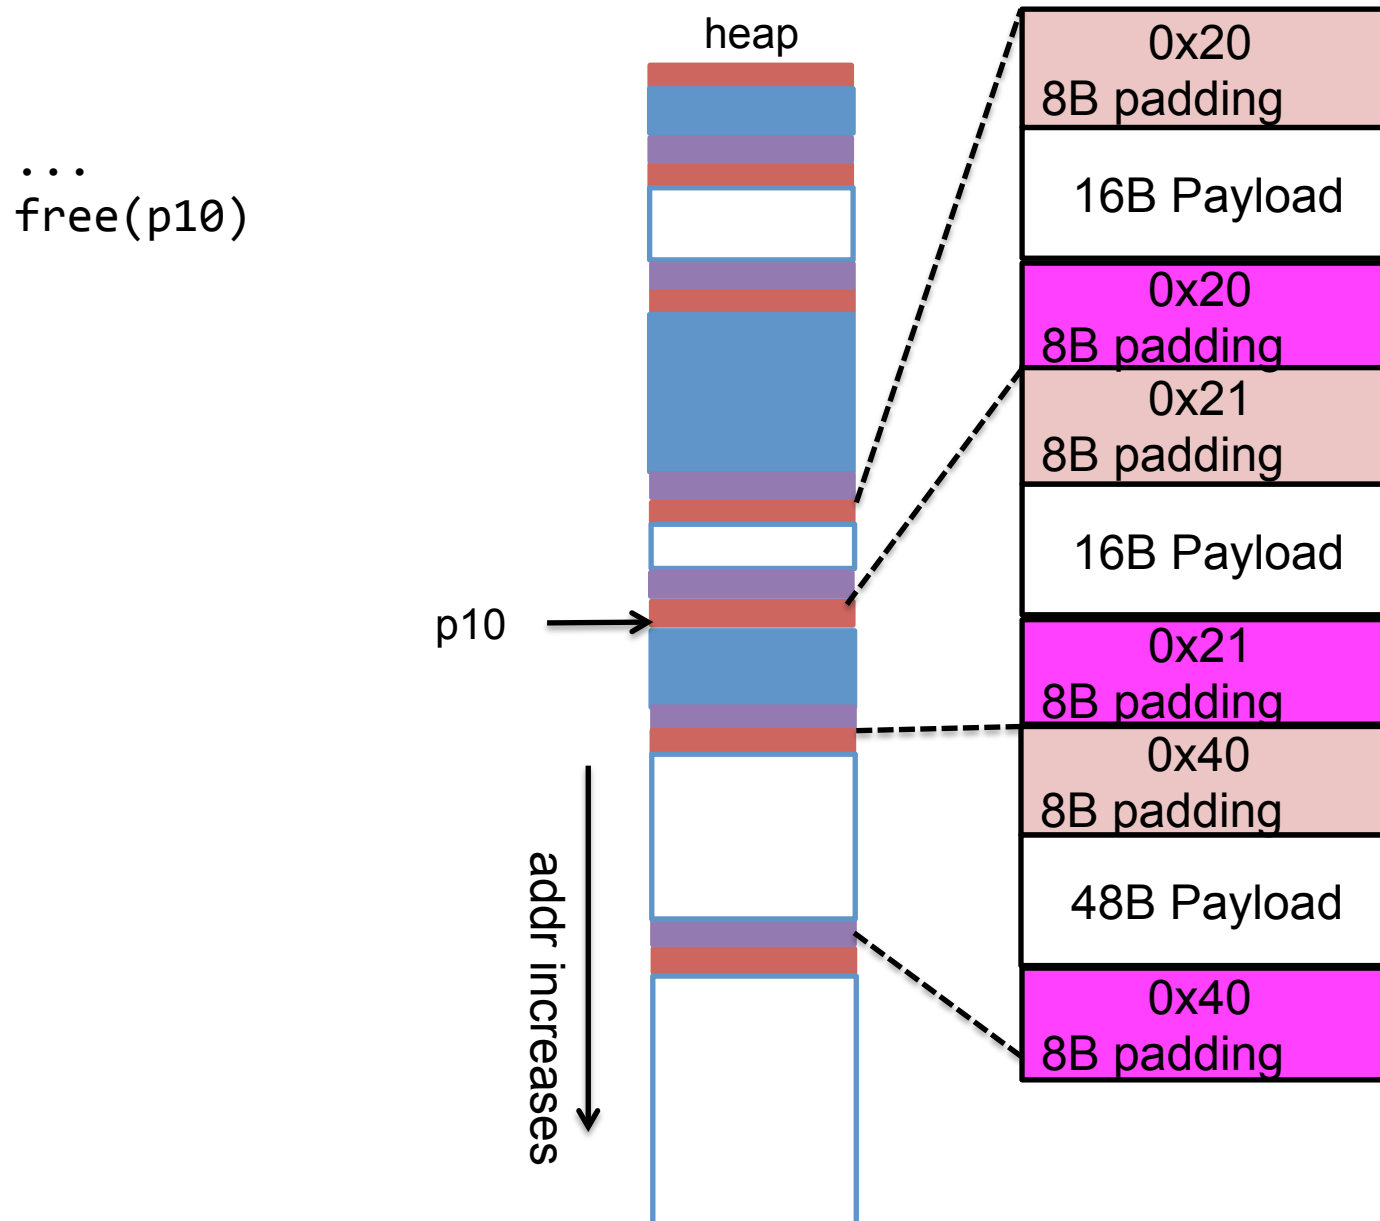 heap
...
free(p10)
p10
addr increases
0x20
8B padding
16B Payload
0x20
8B padding
0x21
8B padding
16B Payload
0x21
8B padding
0x40
8B padding
48B Payload
0x40
8B padding